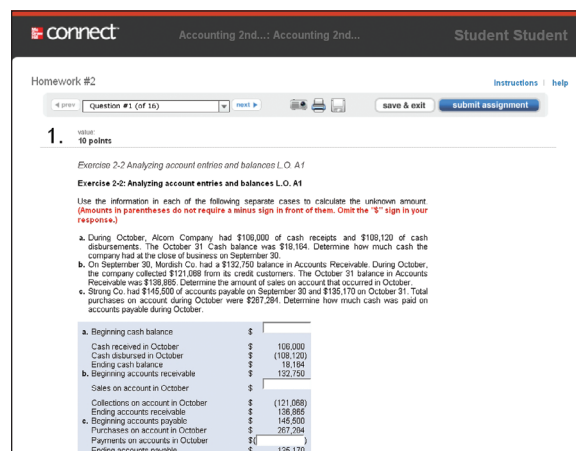 connect
Accounting 2nd...: Accounting 2nd...
Student Student
Homework #2
Instructions | help
prev
Question #1 (of 16)
next
save & exit
submit assignment
1.
value:
10 points
Exercise 2-2 Analyzing account entries and balances L.O. A1
Exercise 2-2: Analyzing account entries and balances L.O. A1
Use the information in each of the following separate cases to calculate the unknown amount.
(Amounts in parentheses do not require a minus sign in front of them. Omit the "$" sign in your
response.)
a. During October, Alcorn Company had $106,000 of cash receipts and $108,120 of cash
disbursements. The October 31 Cash balance was $18,164. Determine how much cash the
company had at the close of business on September 30.
b. On September 30, Mordish Co. had a $132,750 balance in Accounts Receivable. During October,
the company collected $121,068 from its credit customers. The October 31 balance in Accounts
Receivable was $136,865. Determine the amount of sales on account that occurred in October.
c. Strong Co. had $145,500 of accounts payable on September 30 and $135,170 on October 31. Total
purchases on account during October were $267,284. Determine how much cash was paid on
accounts payable during October.
a. Beginning cash balance $
Cash received in October $ 106,000
Cash disbursed in October $ (108,120)
Ending cash balance $ 18,164
b. Beginning accounts receivable $ 132,750
Sales on account in October $
Collections on account in October $ (121,068)
Ending accounts receivable $ 136,865
c. Beginning accounts payable $ 145,500
Purchases on account in October $ 267,284
Payments on accounts in October $( )
Ending accounts payable $ 135,170